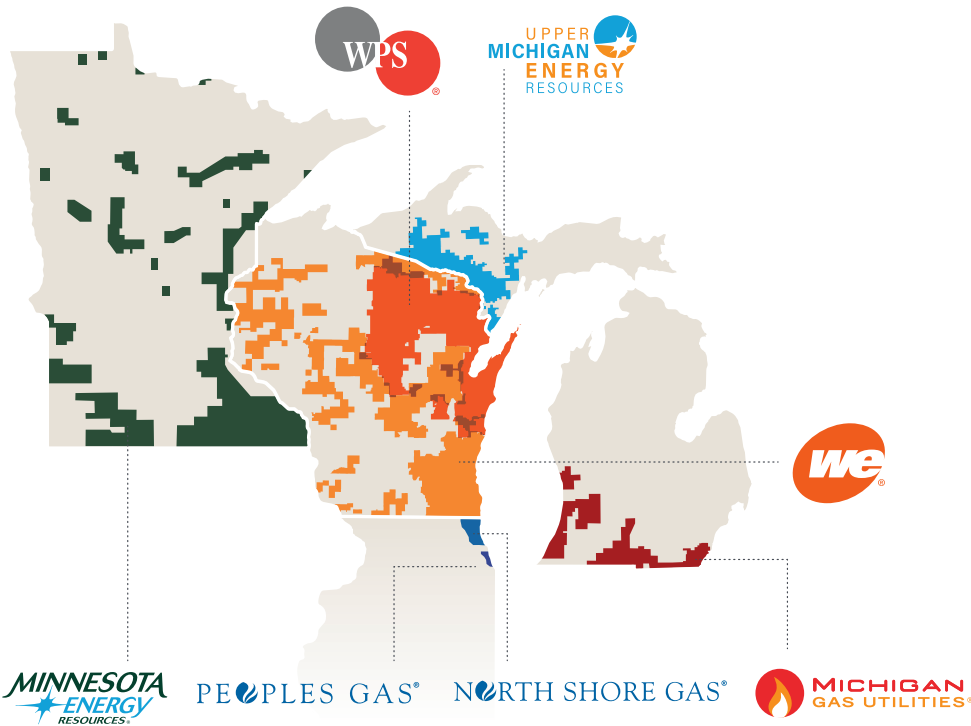 WPS
®
UPPER
MICHIGAN
ENERGY
RESOURCES
we
®
MINNESOTA
ENERGY
RESOURCES®
PEOPLES GAS®
NORTH SHORE GAS®
MICHIGAN
GAS UTILITIES®